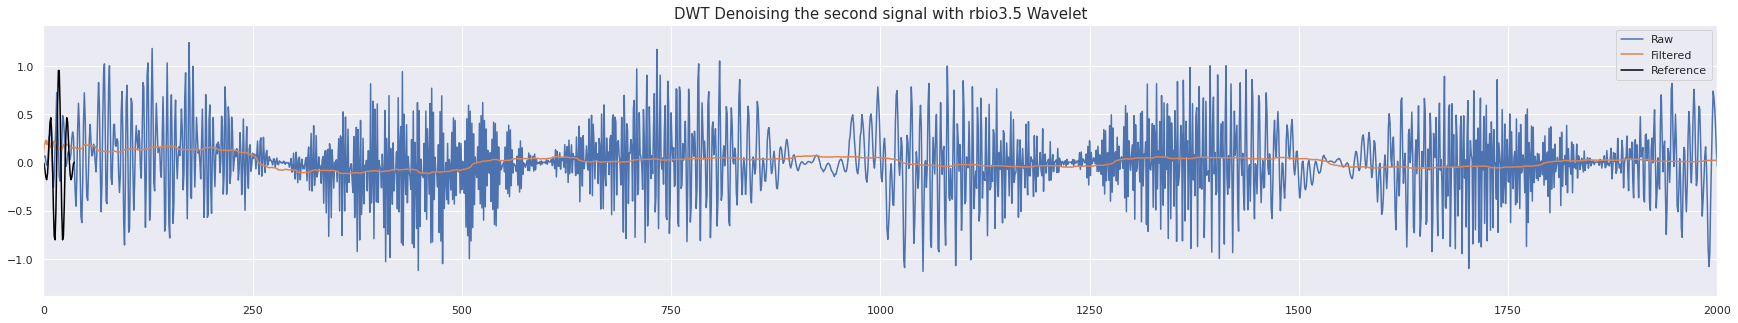 DWT Denoising the second signal with rbio3.5 Wavelet
Raw
Filtered
Reference
1.0
0.5
0.0
−0.5
−1.0
0 250 500 750 1000 1250 1500 1750 2000